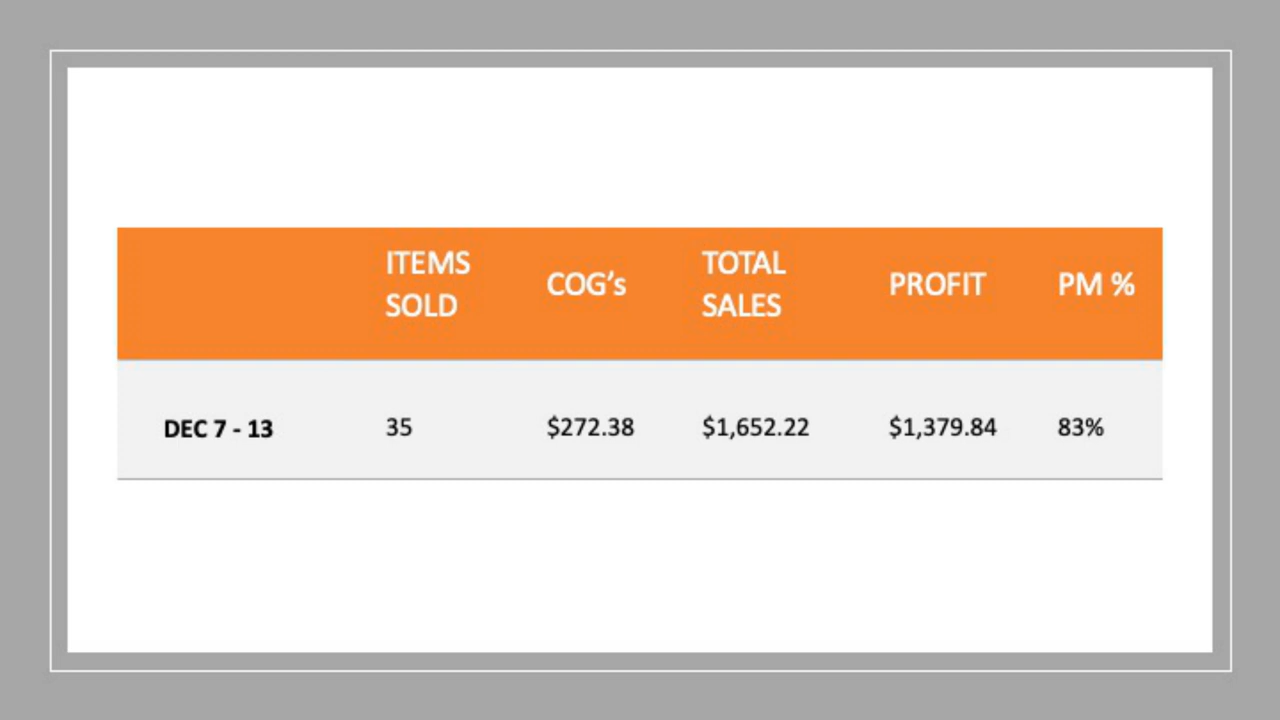 ITEMS SOLD COG’s TOTAL SALES PROFIT PM %
DEC 7 - 13 35 $272.38 $1,652.22 $1,379.84 83%